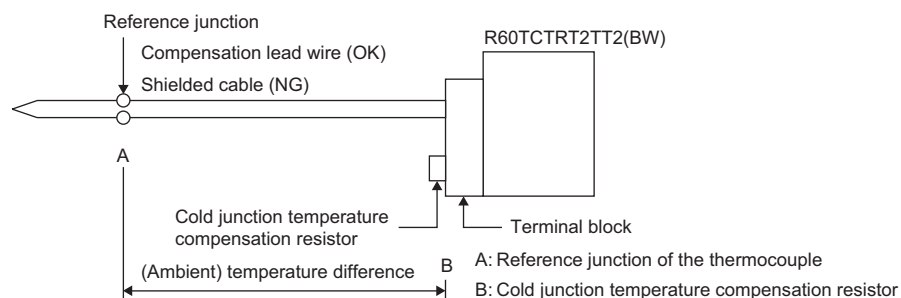 Reference junction
Compensation lead wire (OK)
Shielded cable (NG)
R60TCTRT2TT2(BW)
A
Cold junction temperature
compensation resistor
Terminal block
(Ambient) temperature difference
B
A: Reference junction of the thermocouple
B: Cold junction temperature compensation resistor